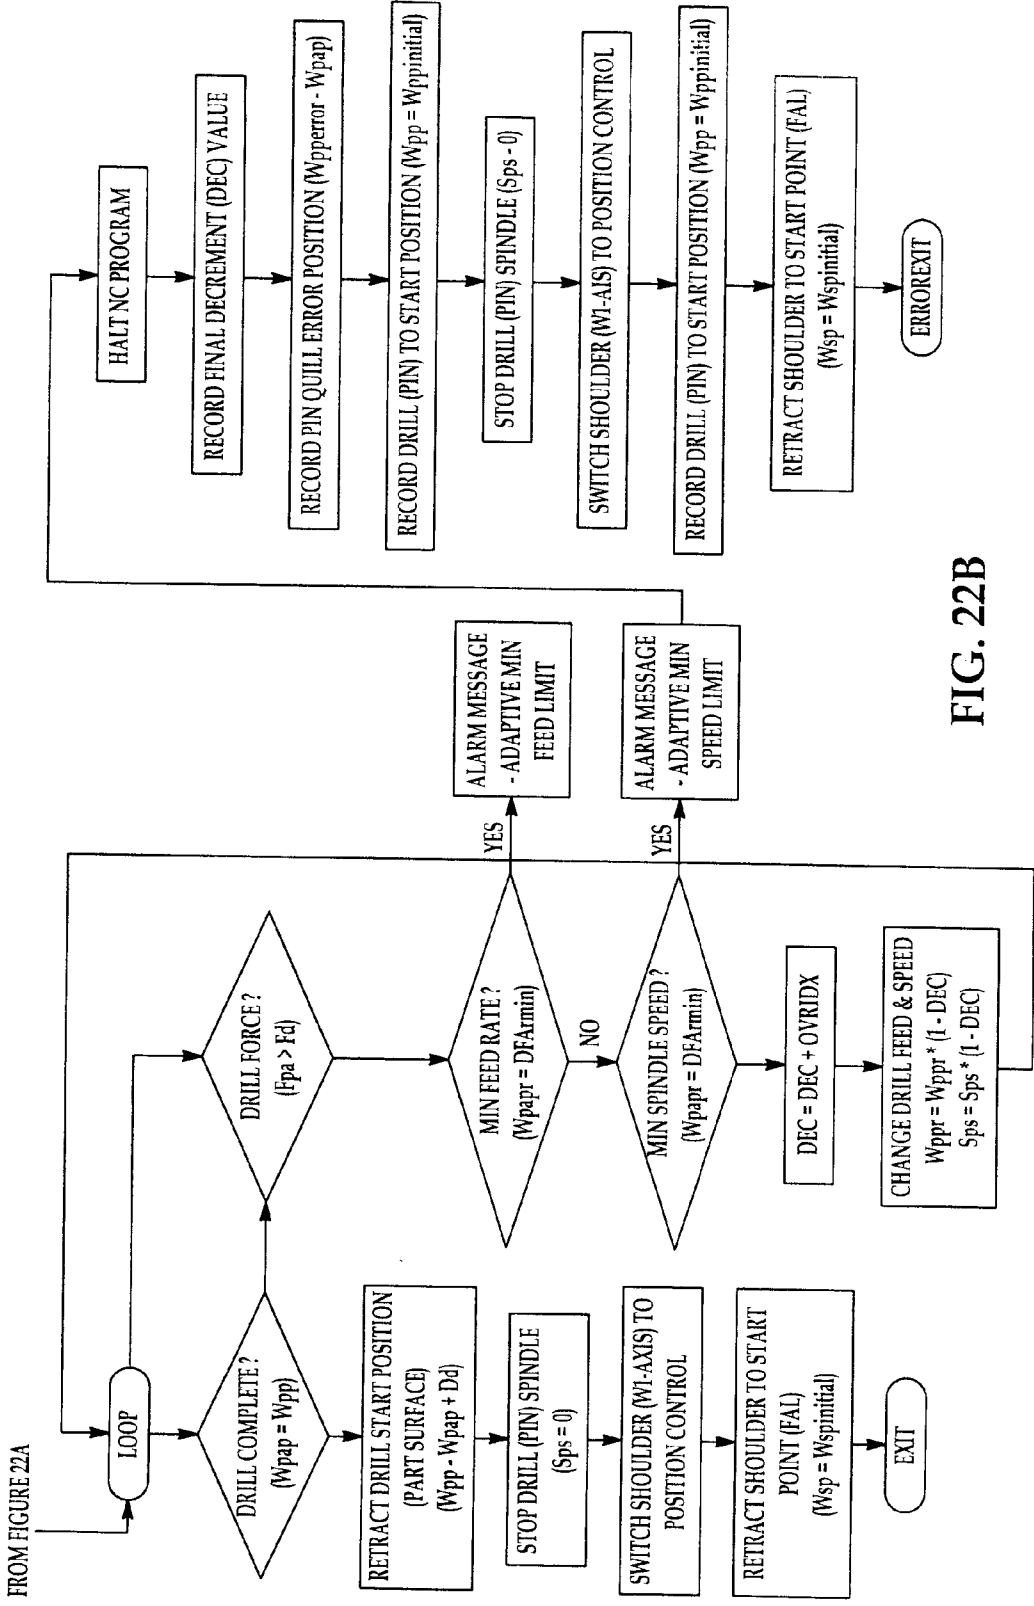 FROM FIGURE 22A
LOOP
DRILL COMPLETE ?
(Wpap = Wpp)
RETRACT DRILL START POSITION
(PART SURFACE)
(Wpp - Wpap + Dd)
STOP DRILL (PIN) SPINDLE
(Sps = 0)
SWITCH SHOULDER (W1-AXIS) TO
POSITION CONTROL
RETRACT SHOULDER TO START
POINT (FAL)
(Wsp = Wspinitial)
EXIT
DRILL FORCE ?
(Fpa > Fd)
MIN FEED RATE ?
(Wpapr = DFArmin)
YES
NO
MIN SPINDLE SPEED ?
(Wpapr = DFArmin)
YES
DEC = DEC + OVRIDX
CHANGE DRILL FEED & SPEED
Wppr = Wppr * (1 - DEC)
Sps = Sps * (1 - DEC)
ALARM MESSAGE
- ADAPTIVE MIN
FEED LIMIT
ALARM MESSAGE
- ADAPTIVE MIN
SPEED LIMIT
HALT NC PROGRAM
RECORD FINAL DECREMENT (DEC) VALUE
RECORD PIN QUILL ERROR POSITION (Wpperror - Wpap)
RECORD DRILL (PIN) TO START POSITION (Wpp = Wppinitial)
STOP DRILL (PIN) SPINDLE (Sps - 0)
SWITCH SHOULDER (W1-AIS) TO POSITION CONTROL
RECORD DRILL (PIN) TO START POSITION (Wpp = Wppinitial)
RETRACT SHOULDER TO START POINT (FAL)
(Wsp = Wspinitial)
ERROREXIT
FIG. 22B